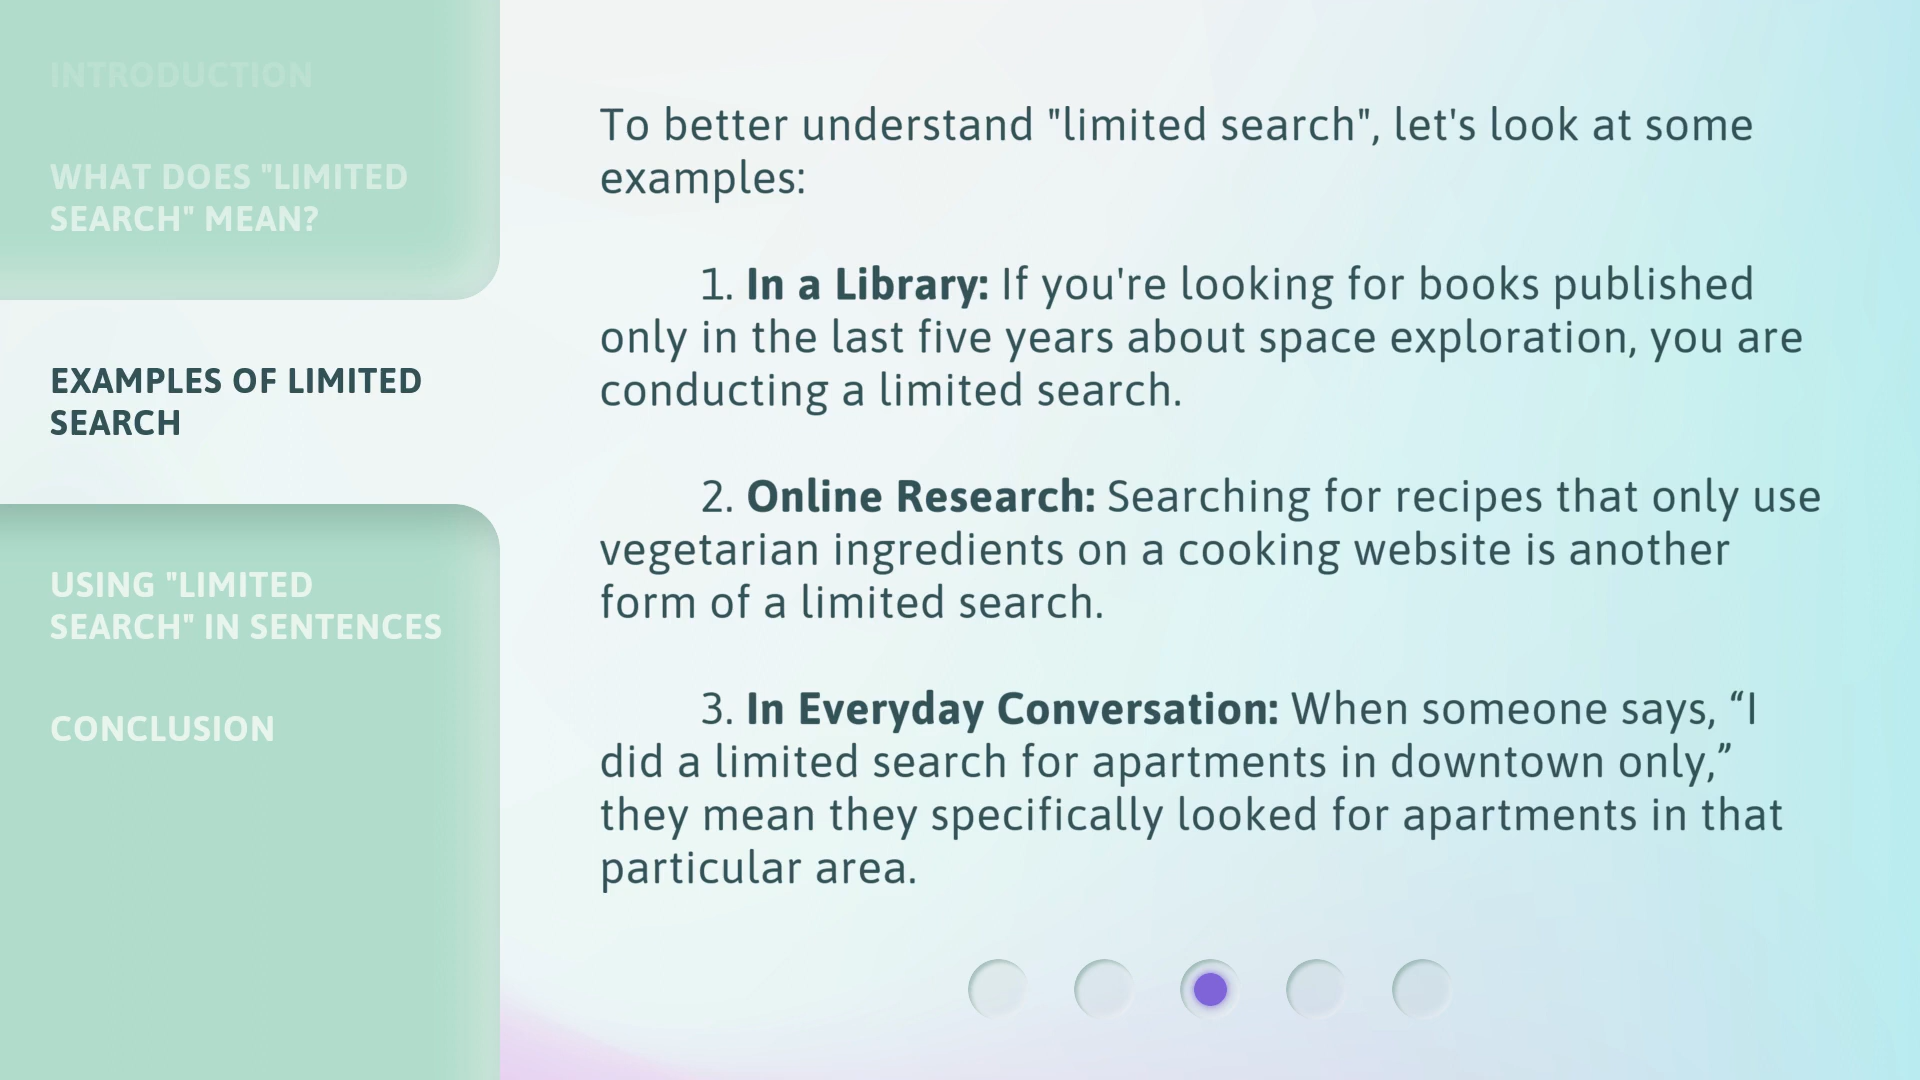 INTRODUCTION
WHAT DOES "LIMITED
SEARCH" MEAN?
EXAMPLES OF LIMITED
SEARCH
USING "LIMITED
SEARCH" IN SENTENCES
CONCLUSION
To better understand "limited search", let's look at some
examples:
1. In a Library: If you're looking for books published
only in the last five years about space exploration, you are
conducting a limited search.
2. Online Research: Searching for recipes that only use
vegetarian ingredients on a cooking website is another
form of a limited search.
3. In Everyday Conversation: When someone says, “I
did a limited search for apartments in downtown only,”
they mean they specifically looked for apartments in that
particular area.